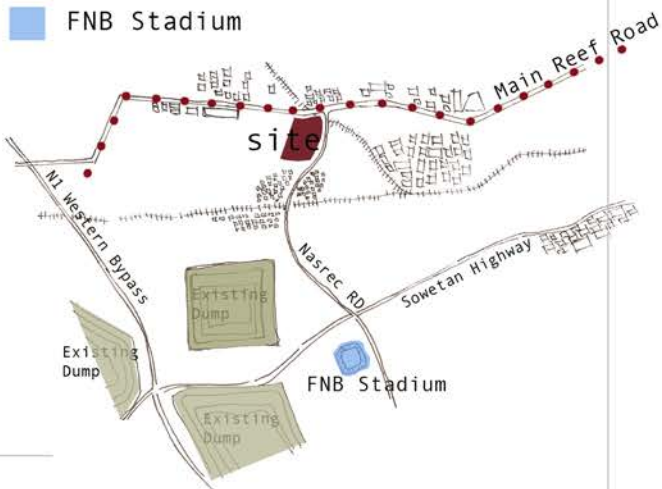 FNB Stadium
Main Reef Road
site
N1 Western Bypass
Nasrec RD
Sowetan Highway
Existing
Dump
Existing
Dump
FNB Stadium
Existing
Dump